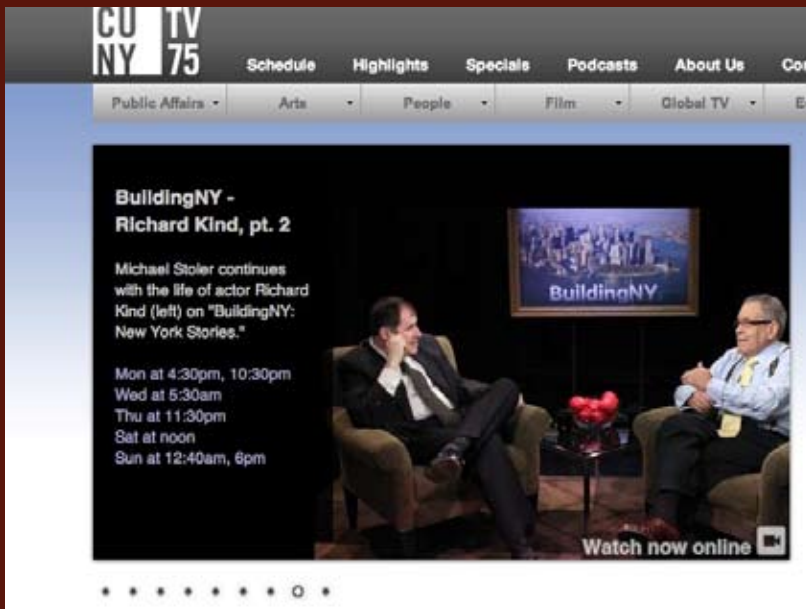 CU TV
NY 75
Schedule Highlights Specials Podcasts About Us
Public Affairs Arts People Film Global TV
BuildingNY -
Richard Kind, pt. 2
Michael Stoler continues
with the life of actor Richard
Kind (left) on "BuildingNY:
New York Stories."
Mon at 4:30pm, 10:30pm
Wed at 5:30am
Thu at 11:30pm
Sat at noon
Sun at 12:40am, 6pm
BuildingNY
Watch now online